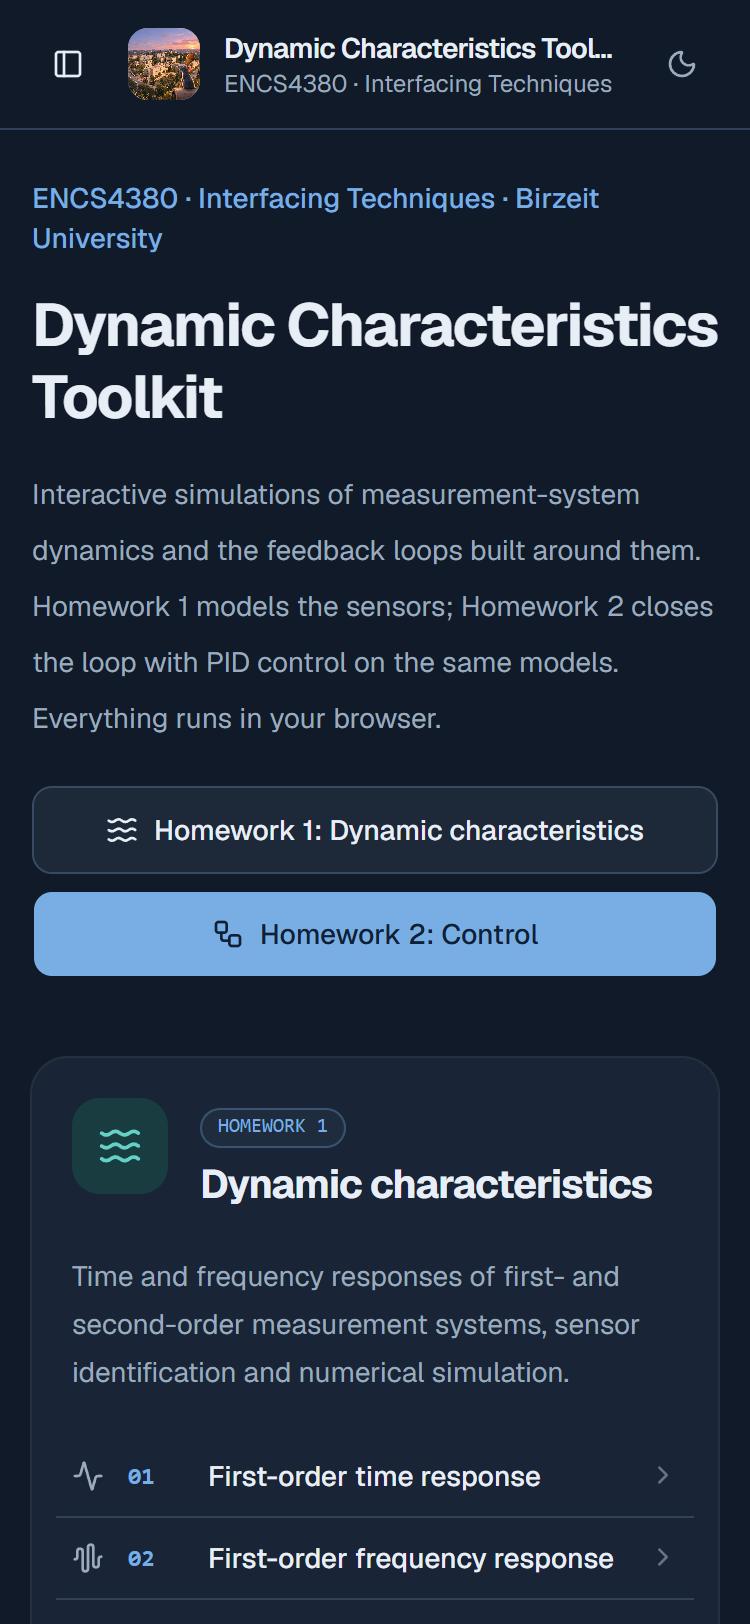 Dynamic Characteristics Tool...
ENCS4380 · Interfacing Techniques
ENCS4380 · Interfacing Techniques · Birzeit
University
Dynamic Characteristics
Toolkit
Interactive simulations of measurement-system
dynamics and the feedback loops built around them.
Homework 1 models the sensors; Homework 2 closes
the loop with PID control on the same models.
Everything runs in your browser.
Homework 1: Dynamic characteristics
Homework 2: Control
HOMEWORK 1
Dynamic characteristics
Time and frequency responses of first- and
second-order measurement systems, sensor
identification and numerical simulation.
01 First-order time response
02 First-order frequency response